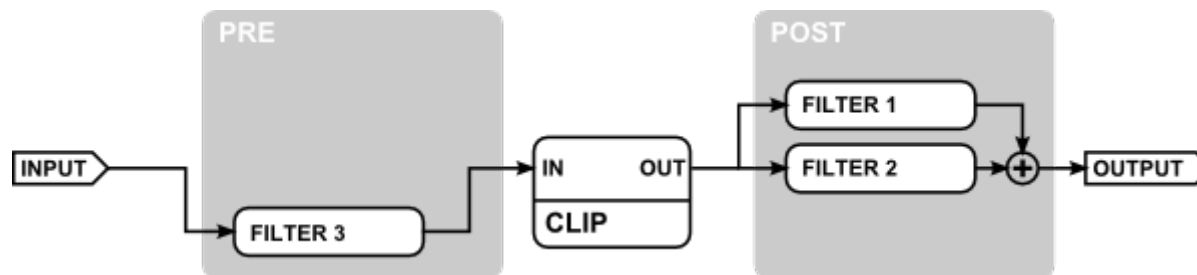 PRE
POST
FILTER 1
INPUT
IN
OUT
FILTER 2
OUTPUT
CLIP
FILTER 3